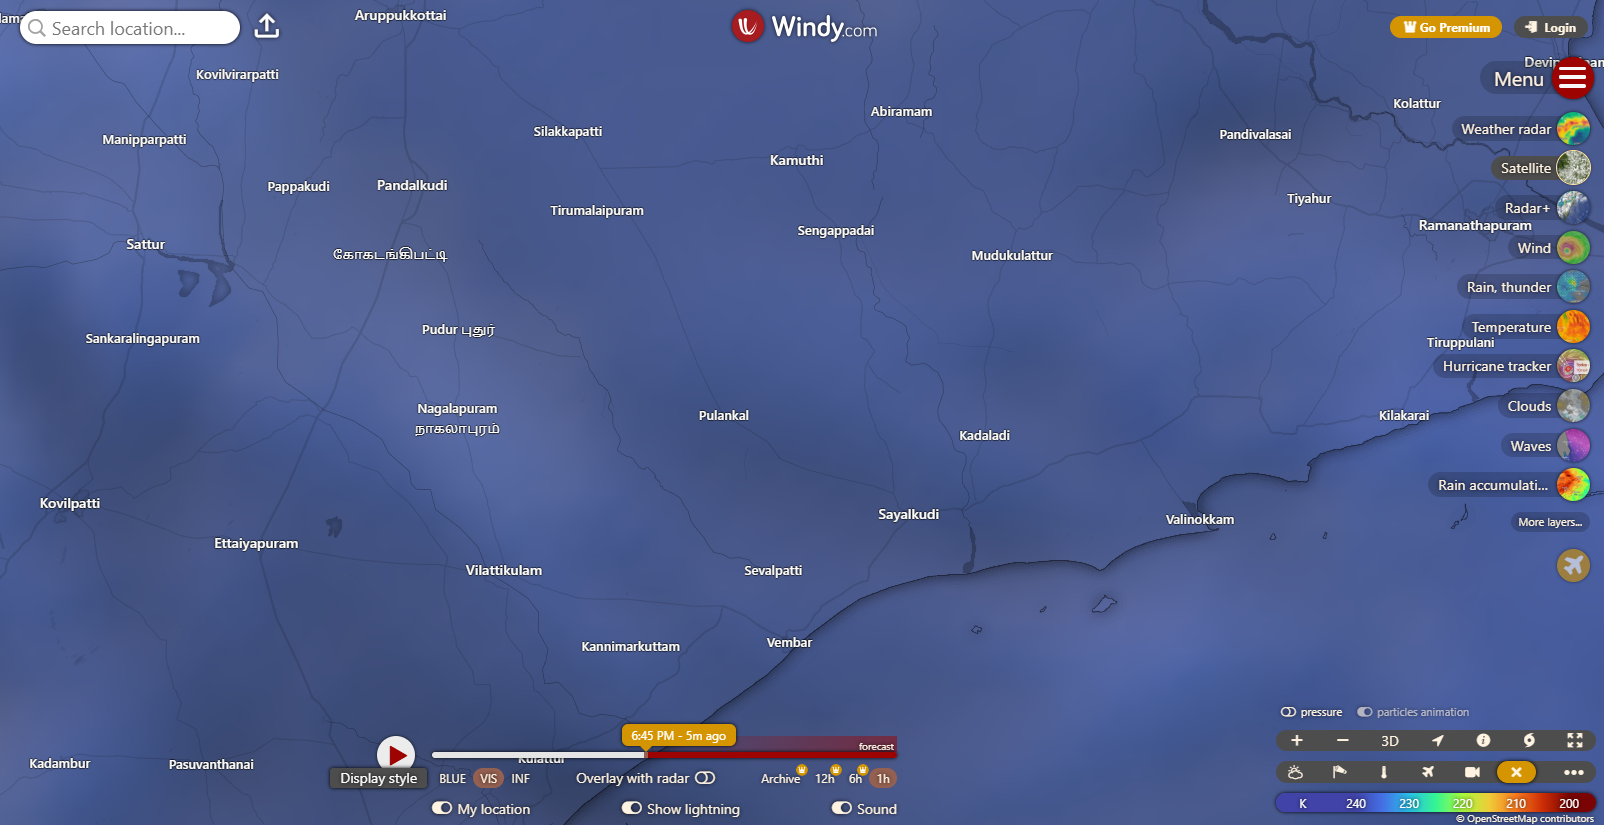 Search location...
Windy.com
Go Premium
Login
Menu
Weather radar
Satellite
Radar+
Wind
Rain, thunder
Temperature
Hurricane tracker
Clouds
Waves
Rain accumulati...
More layers...
Aruppukkottai
Kovilvirarpatti
Abiramam
Kolattur
Silakkapatti
Pandivalasai
Manipparpatti
Kamuthi
Pappakudi
Pandalkudi
Tiyahur
Tirumalaipuram
Ramanathapuram
Sengappadai
Sattur
கோகடங்கிபட்டி
Mudukulattur
Pudur புதுர்
Sankaralingapuram
Tiruppulani
Nagalapuram
நாகலாபுரம்
Pulankal
Kilakarai
Kadaladi
Kovilpatti
Sayalkudi
Valinokkam
Ettaiyapuram
Vilattikulam
Sevalpatti
Kannimarkuttam
Vembar
Kadambur
Pasuvanthanai
6:45 PM - 5m ago
forecast
Display style
BLUE VIS INF
Overlay with radar
Archive 12h 6h 1h
My location
Show lightning
Sound
pressure
particles animation
3D
K 240 230 220 210 200
© OpenStreetMap contributors